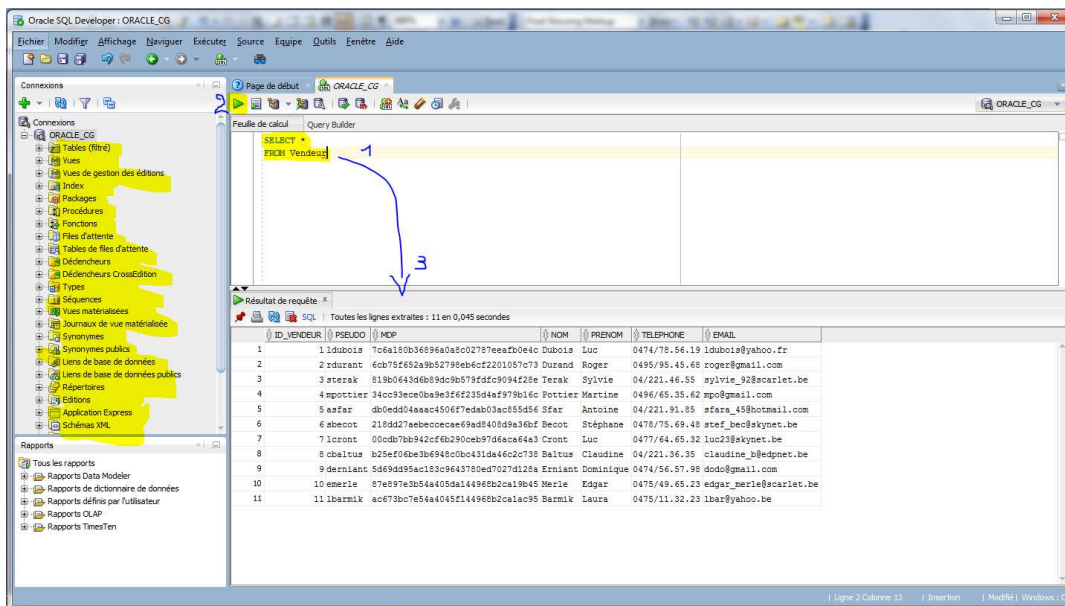 Oracle SQL Developer : ORACLE_CG
Fichier Modifier Affichage Naviguer Exécuter Source Equipe Outils Fenêtre Aide
Connexions
Connexions
ORACLE_CG
Tables (filtré)
Vues
Vues de gestion des éditions
Index
Packages
Procédures
Fonctions
Files d'attente
Tables de files d'attente
Déclencheurs
Déclencheurs CrossEdition
Types
Séquences
Vues matérialisées
Journaux de vue matérialisée
Synonymes
Synonymes publics
Liens de base de données
Liens de base de données publics
Répertoires
Editions
Application Express
Schémas XML
Rapports
Tous les rapports
Rapports Data Modeler
Rapports de dictionnaire de données
Rapports définis par l'utilisateur
Rapports OLAP
Rapports TimesTen
Page de début ORACLE_CG
2
ORACLE_CG
Feuille de calcul Query Builder
SELECT *
FROM Vendeur
1
3
Résultat de requête
SQL | Toutes les lignes extraites : 11 en 0,045 secondes
ID_VENDEUR PSEUDO MDP NOM PRENOM TELEPHONE EMAIL
1 1 ldubois 7c6a180b36896a0a8c02787eeafb0e4c Dubois Luc 0474/78.56.19 ldubois@yahoo.fr
2 2 rdurant 6cb75f652a9b52798eb6cf2201057c73 Durand Roger 0495/95.45.68 roger@gmail.com
3 3 sterak 819b0643d6b89dc9b579fdfc9094f28e Terak Sylvie 04/221.46.55 sylvie_92@scarlet.be
4 4 mpottier 34cc93ece0ba9e3f6f235d4af979b16c Pottier Martine 0496/65.35.62 mpo@gmail.com
5 5 asfar db0edd04aaac4506f7edab03ac855d56 Sfar Antoine 04/221.91.85 sfara_45@hotmail.com
6 6 sbecot 218dd27aebeccecae69ad8408d9a36bf Becot Stéphane 0478/75.69.48 stef_bec@skynet.be
7 7 lcront 00cdb7bb942cf6b290ceb97d6aca64a3 Cront Luc 0477/64.65.32 luc23@skynet.be
8 8 cbaltus b25ef06be3b6948c0bc431da46c2c738 Baltus Claudine 04/221.36.35 claudine_b@edpnet.be
9 9 derniant 5d69dd95ac183c9643780ed7027d128a Erniant Dominique 0474/56.57.98 dodo@gmail.com
10 10 emerle 87e897e3b54a405da144968b2ca19b45 Merle Edgar 0475/49.65.23 edgar_merle@scarlet.be
11 11 lbarmik ac673bc7e54a4045f144968b2ca1ac95 Barmik Laura 0475/11.32.23 lbar@yahoo.be
Ligne 2 Colonne 13 | Insertion | Modifié | Windows : C